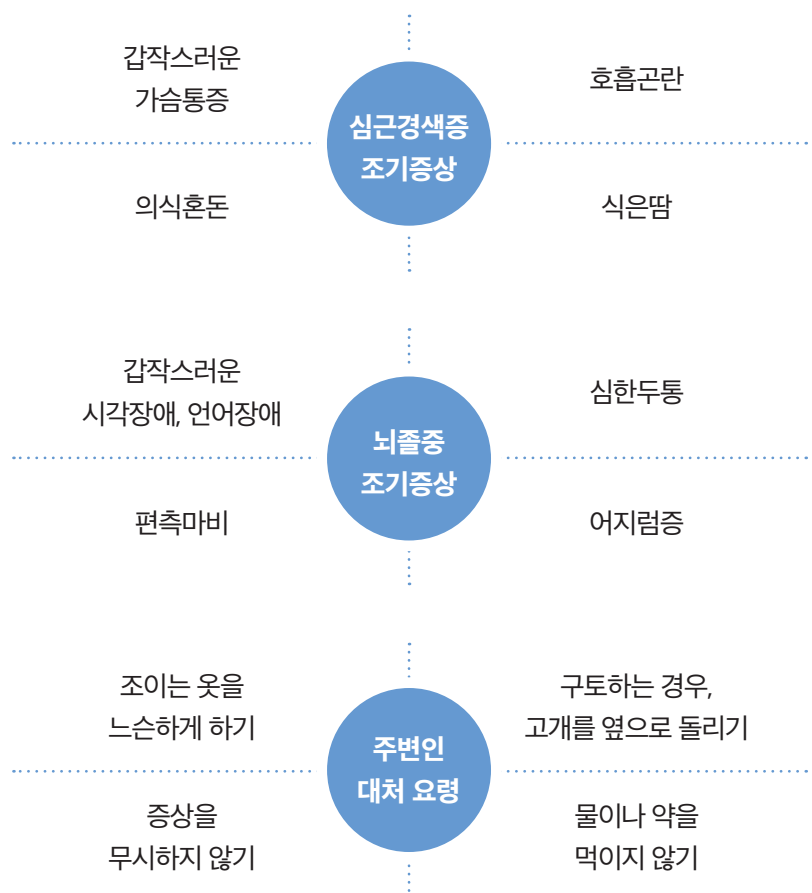 갑작스러운
가슴통증
호흡곤란
심근경색증
조기증상
의식혼돈
식은땀
갑작스러운
시각장애, 언어장애
심한두통
뇌졸중
조기증상
편측마비
어지럼증
조이는 옷을
느슨하게 하기
구토하는 경우,
고개를 옆으로 돌리기
주변인
대처 요령
증상을
무시하지 않기
물이나 약을
먹이지 않기